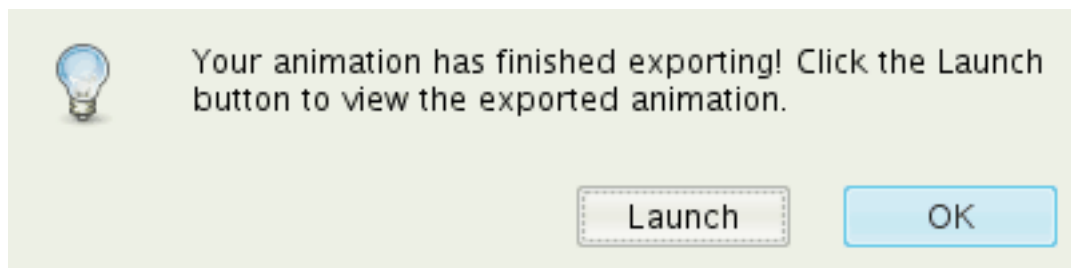 Your animation has finished exporting! Click the Launch
button to view the exported animation.
Launch
OK